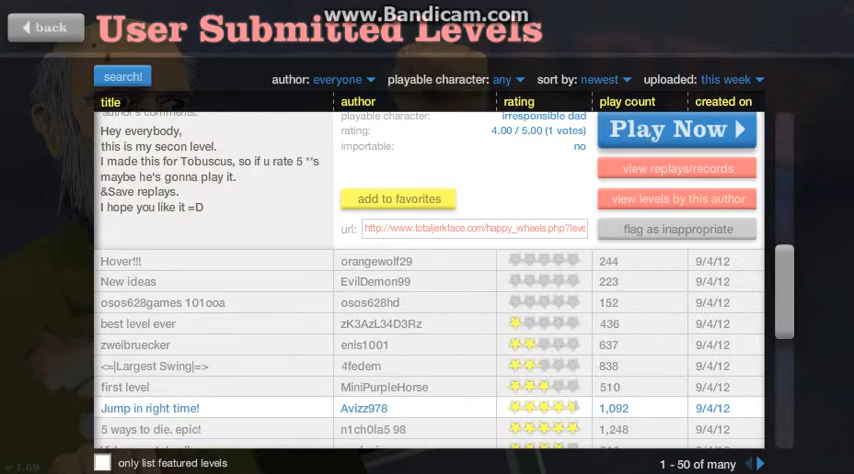 www.Bandicam.com
back
User Submitted Levels
search!
author: everyone playable character: any sort by: newest uploaded: this week
title author rating play count created on
author's comments:
Hey everybody,
this is my secon level.
I made this for Tobuscus, so if u rate 5 *'s
maybe he's gonna play it.
&Save replays.
I hope you like it =D
playable character: irresponsible dad
rating: 4.00 / 5.00 (1 votes)
importable: no
add to favorites
url: http://www.totaljerkface.com/happy_wheels.php?leve
Play Now
view replays/records
view levels by this author
flag as inappropriate
Hover!!! orangewolf29 244 9/4/12
New ideas EvilDemon99 223 9/4/12
osos628games 101ooa osos628hd 152 9/4/12
best level ever zK3AzL34D3Rz 436 9/4/12
zweibruecker enis1001 637 9/4/12
<=|Largest Swing|=> 4fedem 838 9/4/12
first level MiniPurpleHorse 510 9/4/12
Jump in right time! Avizz978 1,092 9/4/12
5 ways to die. epic! n1ch0la5 98 1,248 9/4/12
only list featured levels
1 - 50 of many
v 1.69